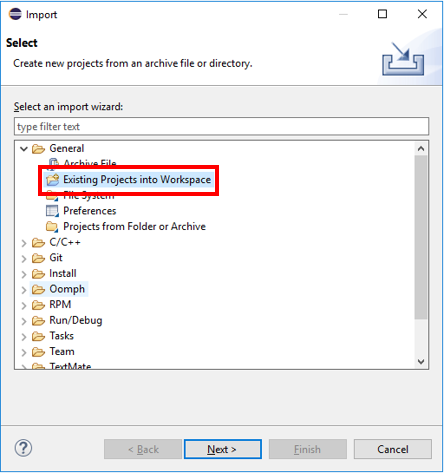 Import
Select
Create new projects from an archive file or directory.
Select an import wizard:
type filter text
General
Archive File
Existing Projects into Workspace
File System
Preferences
Projects from Folder or Archive
C/C++
Git
Install
Oomph
RPM
Run/Debug
Tasks
Team
TextMate
< Back
Next >
Finish
Cancel